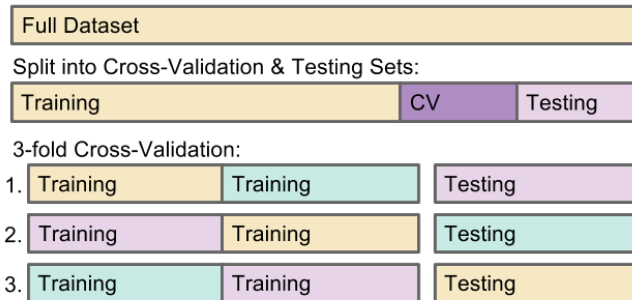 Full Dataset
Split into Cross-Validation & Testing Sets:
Training CV Testing
3-fold Cross-Validation:
1. Training Training Testing
2. Training Training Testing
3. Training Training Testing